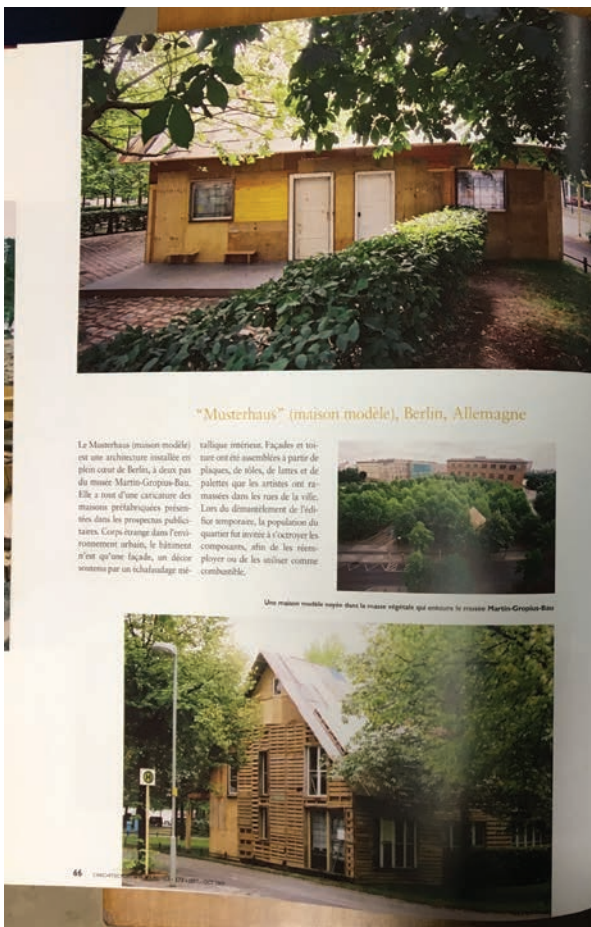 "Musterhaus" (maison modèle), Berlin, Allemagne
Le Musterhaus (maison modèle)
est une architecture installée en
plein cœur de Berlin, à deux pas
du musée Martin-Gropius-Bau.
Elle a tout d'une caricature des
maisons préfabriquées présen-
tées dans les prospectus publici-
taires. Corps étrange dans l'envi-
ronnement urbain, le bâtiment
n'est qu'une façade, un décor
soutenu par un échafaudage mé-
tallique intérieur. Façades et toi-
ture ont été assemblées à partir de
plaques, de tôles, de lattes et de
palettes que les artistes ont ra-
massées dans les rues de la ville.
Lors du démantèlement de l'édi-
fice temporaire, la population du
quartier fut invitée à s'octroyer les
composants, afin de les réem-
ployer ou de les utiliser comme
combustible.
Une maison modèle noyée dans la masse végétale qui entoure le musée Martin-Gropius-Bau
H
66